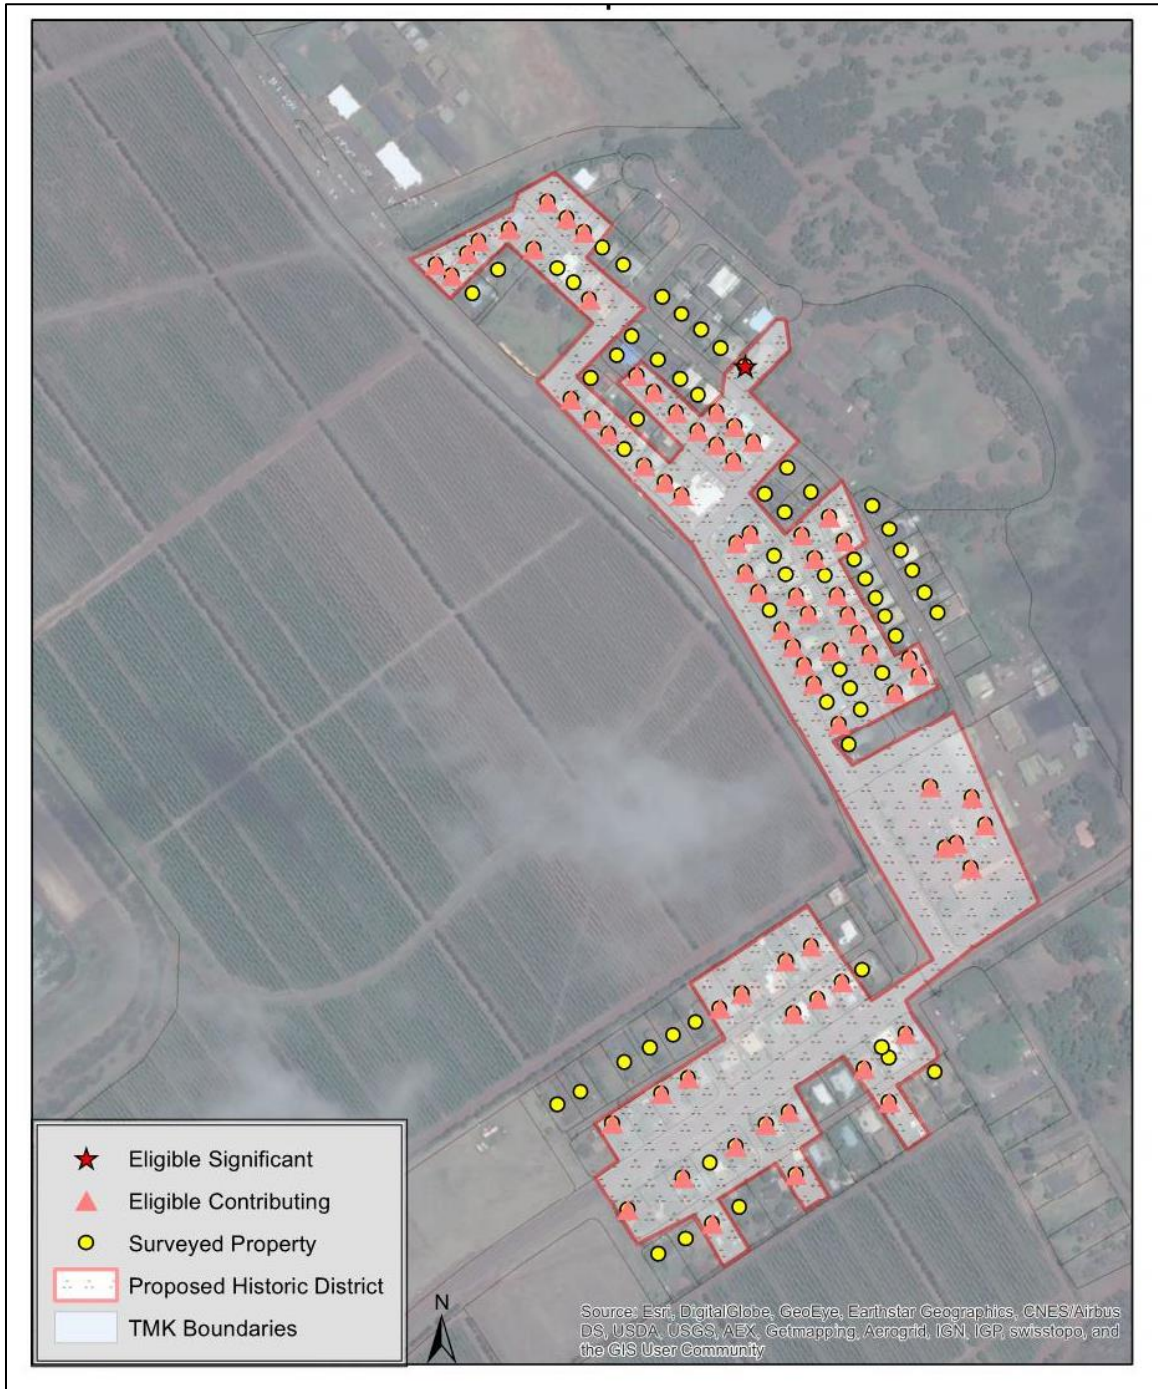 Eligible Significant
Eligible Contributing
Surveyed Property
Proposed Historic District
TMK Boundaries
N
Source: Esri, DigitalGlobe, GeoEye, Earthstar Geographics, CNES/Airbus
DS, USDA, USGS, AEX, Getmapping, Aerogrid, IGN, IGP, swisstopo, and
the GIS User Community